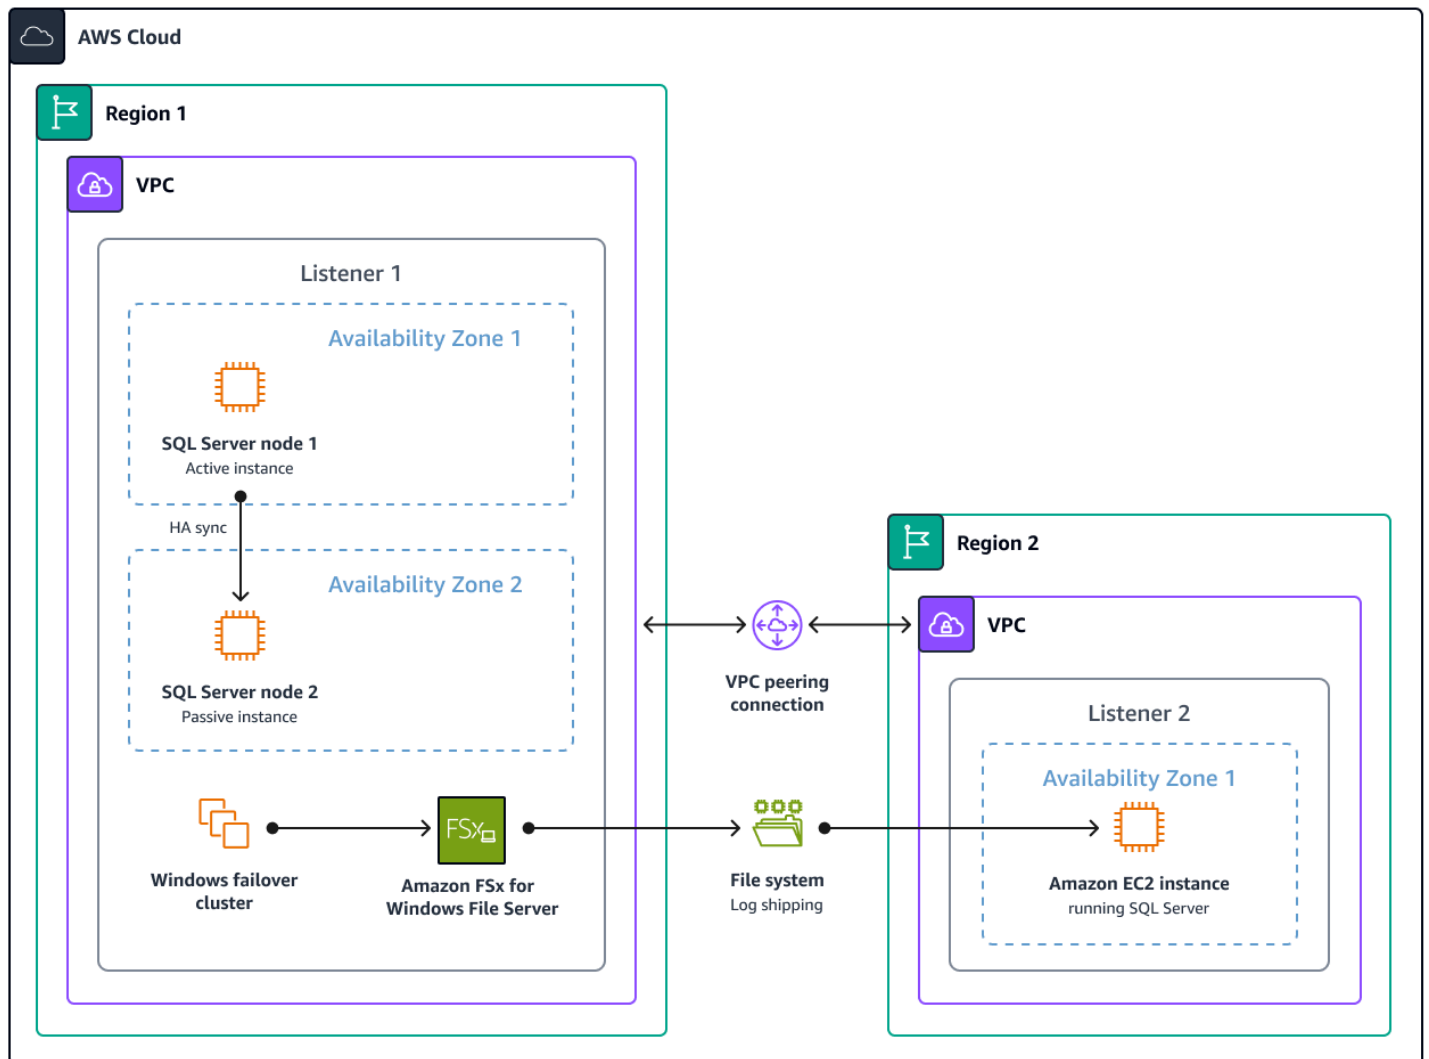 AWS Cloud
Region 1
VPC
Listener 1
Availability Zone 1
SQL Server node 1
Active instance
HA sync
Availability Zone 2
SQL Server node 2
Passive instance
Windows failover
cluster
FSx
Amazon FSx for
Windows File Server
VPC peering
connection
File system
Log shipping
Region 2
VPC
Listener 2
Availability Zone 1
Amazon EC2 instance
running SQL Server